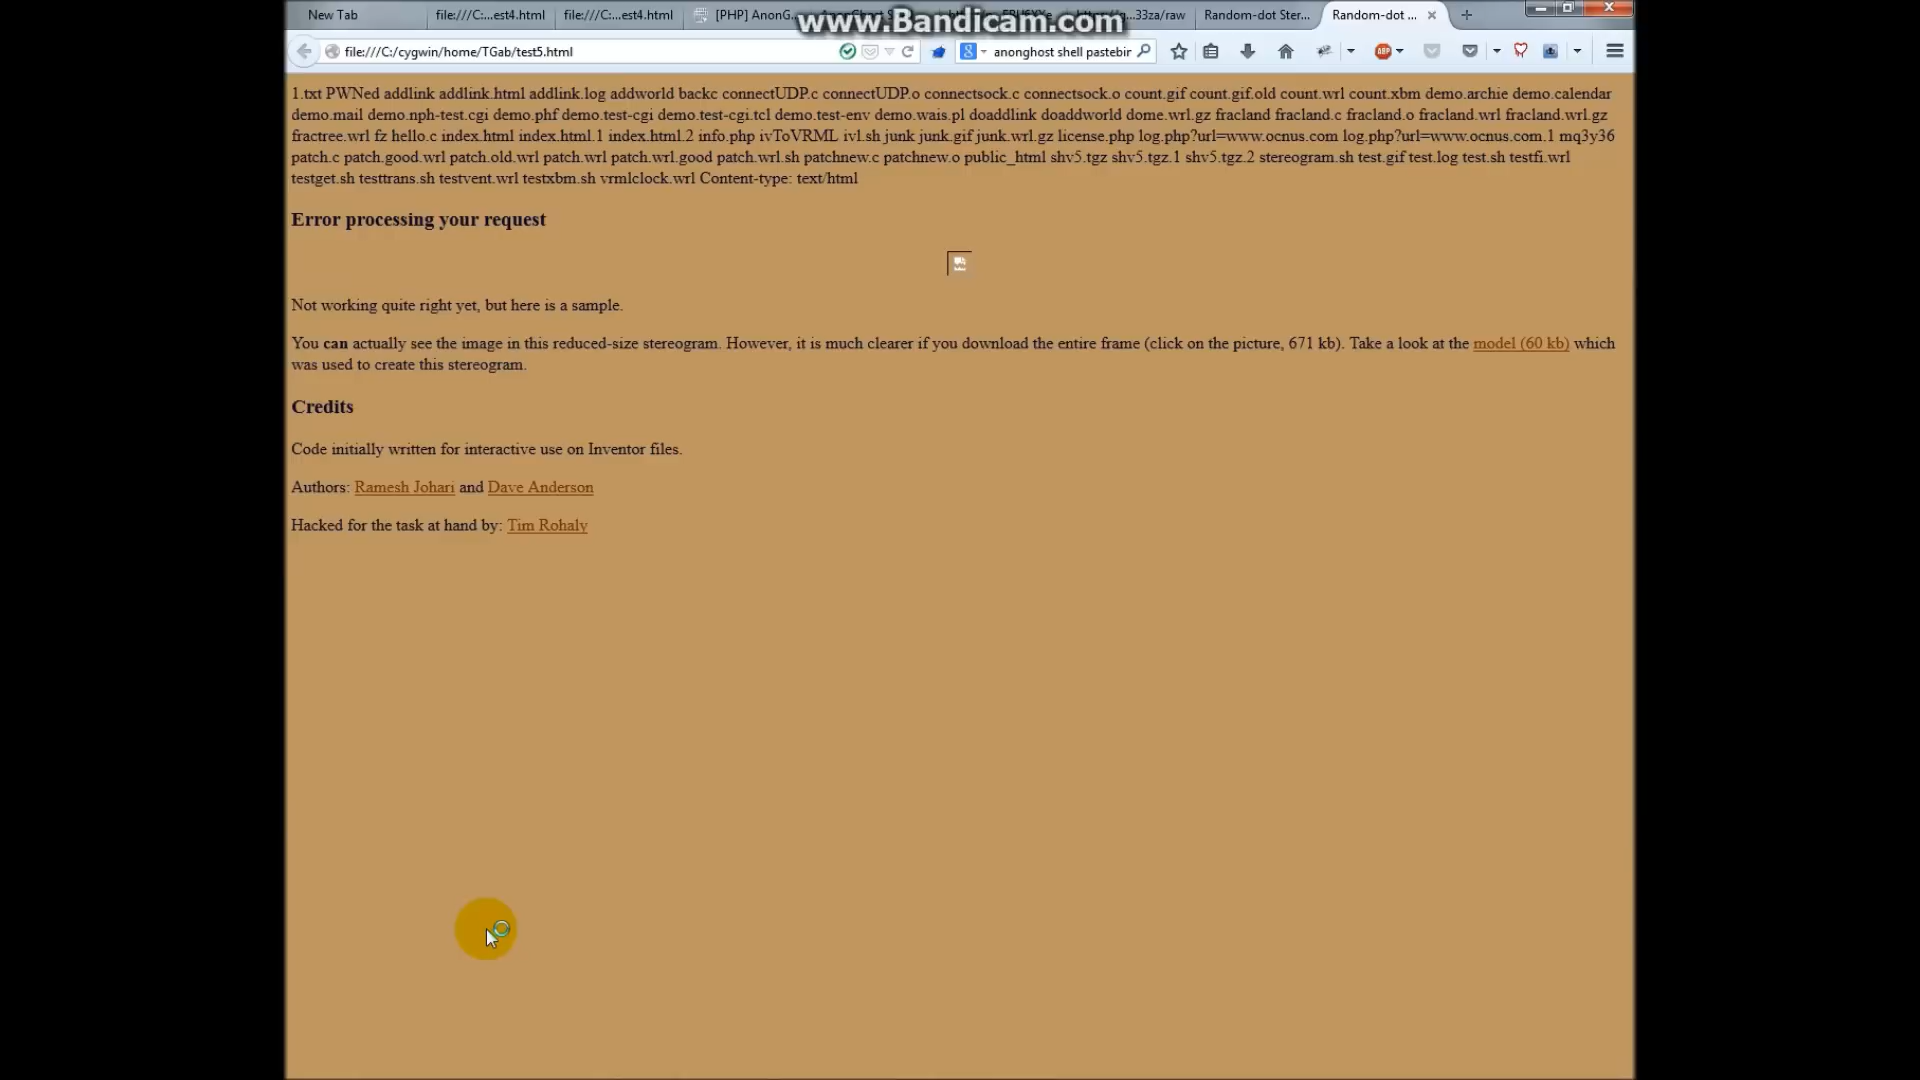 www.Bandicam.com
New Tab
file:///C:...est4.html
file:///C:...est4.html
[PHP] AnonG...
...33za/raw
Random-dot Ster...
Random-dot ...
file:///C:/cygwin/home/TGab/test5.html
anonghost shell pastebin
ABP
1.txt PWNed addlink addlink.html addlink.log addworld backc connectUDP.c connectUDP.o connectsock.c connectsock.o count.gif count.gif.old count.wrl count.xbm demo.archie demo.calendar
demo.mail demo.nph-test.cgi demo.phf demo.test-cgi demo.test-cgi.tcl demo.test-env demo.wais.pl doaddlink doaddworld dome.wrl.gz fracland fracland.c fracland.o fracland.wrl fracland.wrl.gz
fractree.wrl fz hello.c index.html index.html.1 index.html.2 info.php ivToVRML ivl.sh junk junk.gif junk.wrl.gz license.php log.php?url=www.ocnus.com log.php?url=www.ocnus.com.1 mq3y36
patch.c patch.good.wrl patch.old.wrl patch.wrl patch.wrl.good patch.wrl.sh patchnew.c patchnew.o public_html shv5.tgz shv5.tgz.1 shv5.tgz.2 stereogram.sh test.gif test.log test.sh testfi.wrl
testget.sh testtrans.sh testvent.wrl testxbm.sh vrmlclock.wrl Content-type: text/html
Error processing your request
Not working quite right yet, but here is a sample.
You can actually see the image in this reduced-size stereogram. However, it is much clearer if you download the entire frame (click on the picture, 671 kb). Take a look at the model (60 kb) which
was used to create this stereogram.
Credits
Code initially written for interactive use on Inventor files.
Authors: Ramesh Johari and Dave Anderson
Hacked for the task at hand by: Tim Rohaly